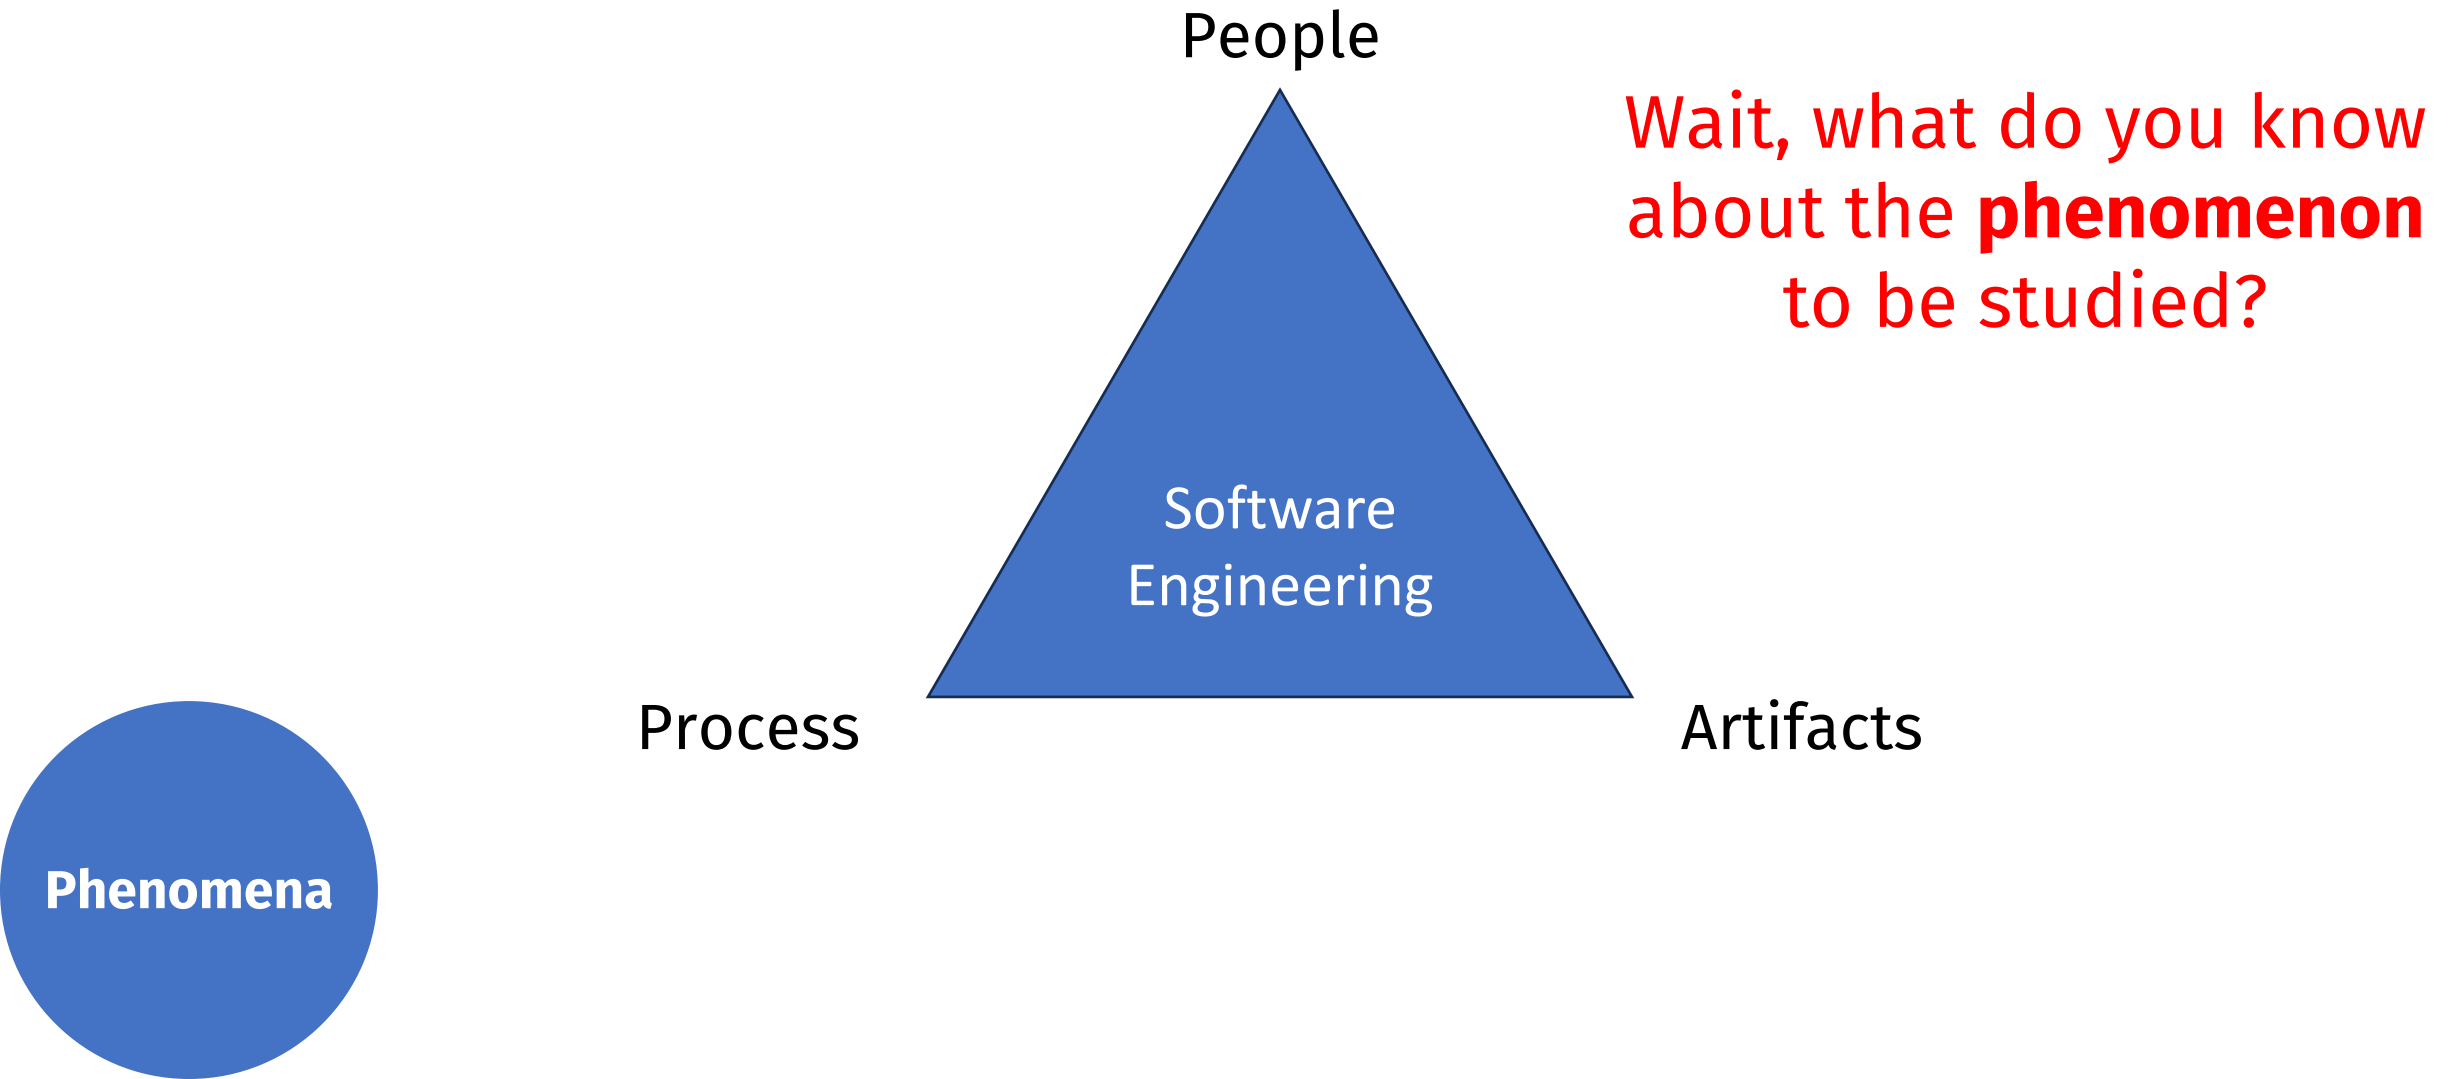 People
Wait, what do you know
about the phenomenon
to be studied?
Software
Engineering
Process
Artifacts
Phenomena